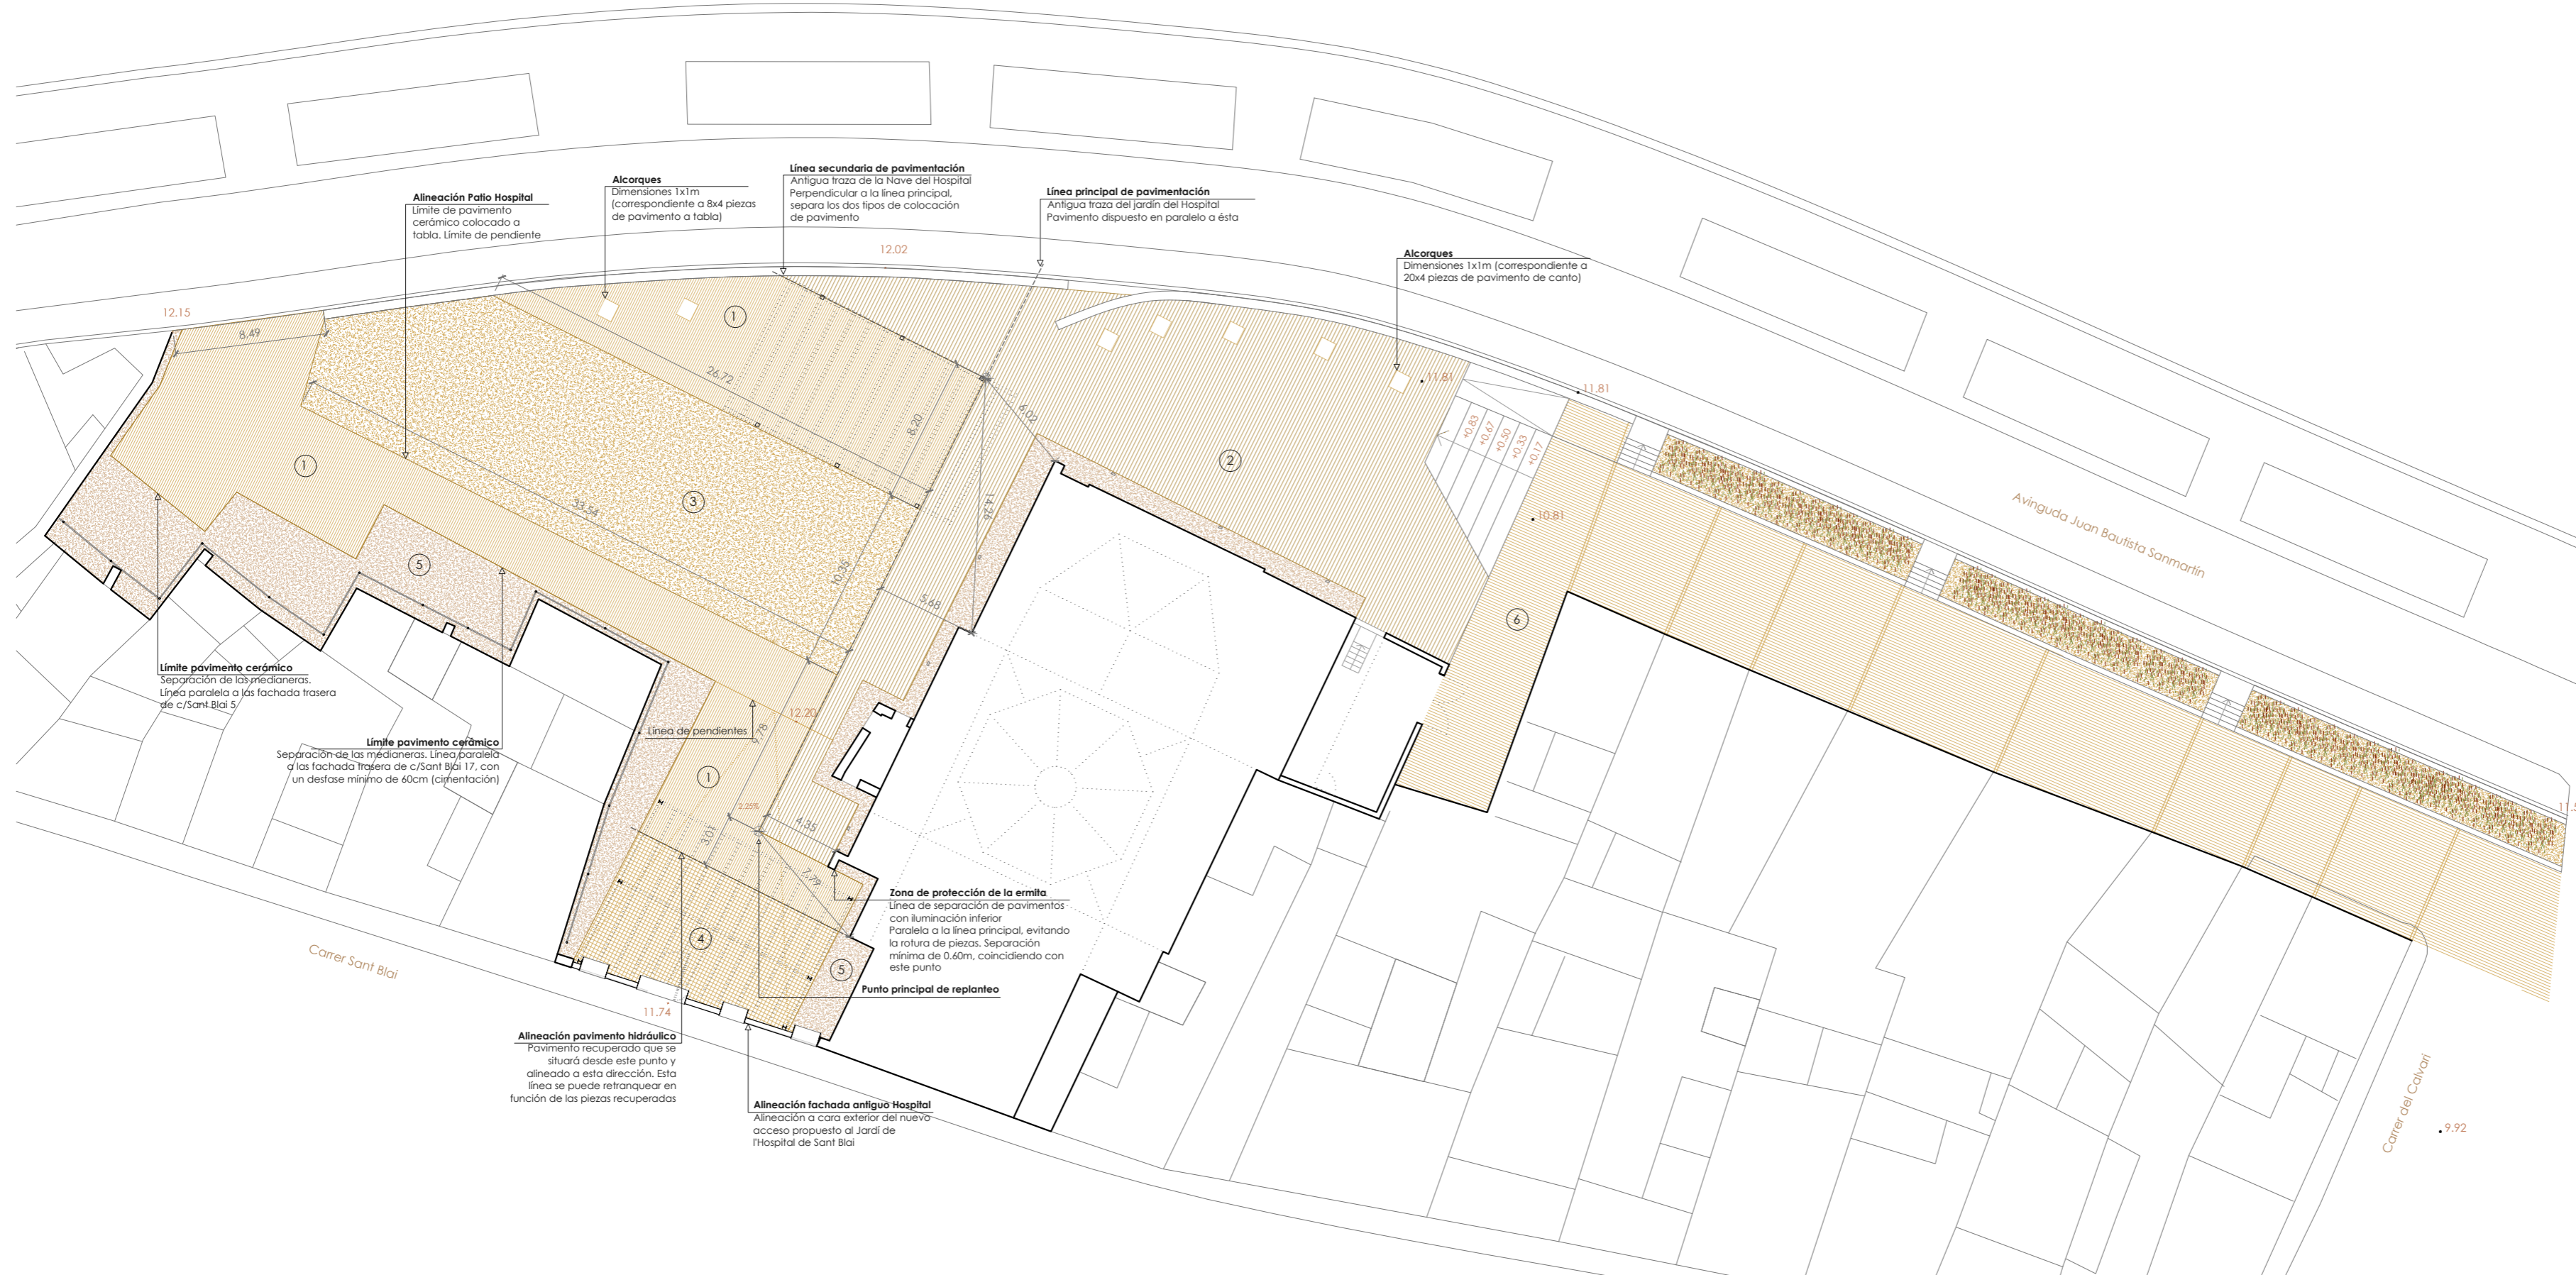 Línea secundaria de pavimentación
Antigua traza de la Nave del Hospital
Perpendicular a la línea principal,
separa los dos tipos de colocación
de pavimento
Alcorques
Dimensiones 1x1m
(correspondiente a 8x4 piezas
de pavimento a tabla)
Línea principal de pavimentación
Antigua traza del jardín del Hospital
Pavimento dispuesto en paralelo a ésta
Alineación Patio Hospital
Límite de pavimento
cerámico colocado a
tabla. Límite de pendiente
12.02
Alcorques
Dimensiones 1x1m (correspondiente a
20x4 piezas de pavimento de canto)
12.15
8.49
1
26.72
11.81
11.81
6.02
8.20
+0.83
+0.67
+0.50
+0.33
+0.17
1
2
3
33.54
14.26
10.81
Avinguda Juan Bautista Sanmartín
5
10.35
5.68
6
Límite pavimento cerámico
Separación de las medianeras.
Línea paralela a las fachada trasera
de c/Sant Blai 5
12.20
Línea de pendientes
9.78
Límite pavimento cerámico
Separación de las medianeras. Línea paralela
a las fachada trasera de c/Sant Blai 17, con
un desfase mínimo de 60cm (cimentación)
1
2.25%
4.35
3.01
7.79
Zona de protección de la ermita
Línea de separación de pavimentos
con iluminación inferior
Paralela a la línea principal, evitando
la rotura de piezas. Separación
mínima de 0.60m, coincidiendo con
este punto
4
5
Carrer Sant Blai
Punto principal de replanteo
11.74
Alineación pavimento hidráulico
Pavimento recuperado que se
situará desde este punto y
alineado a esta dirección. Esta
línea se puede retranquear en
función de las piezas recuperadas
Alineación fachada antiguo Hospital
Alineación a cara exterior del nuevo
acceso propuesto al Jardí de
l'Hospital de Sant Blai
Carrer del Calvari
9.92